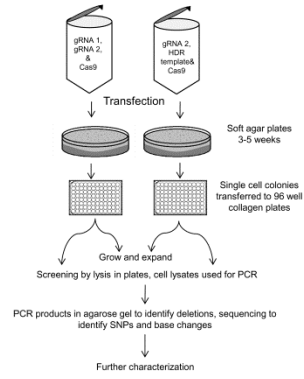 gRNA 1,
gRNA 2,
&
Cas9
gRNA 2,
HDR
template&
Cas9
Transfection
Soft agar plates
3-5 weeks
Single cell colonies
transferred to 96 well
collagen plates
Grow and expand
Screening by lysis in plates, cell lysates used for PCR
PCR products in agarose gel to identify deletions, sequencing to
identify SNPs and base changes
Further characterization